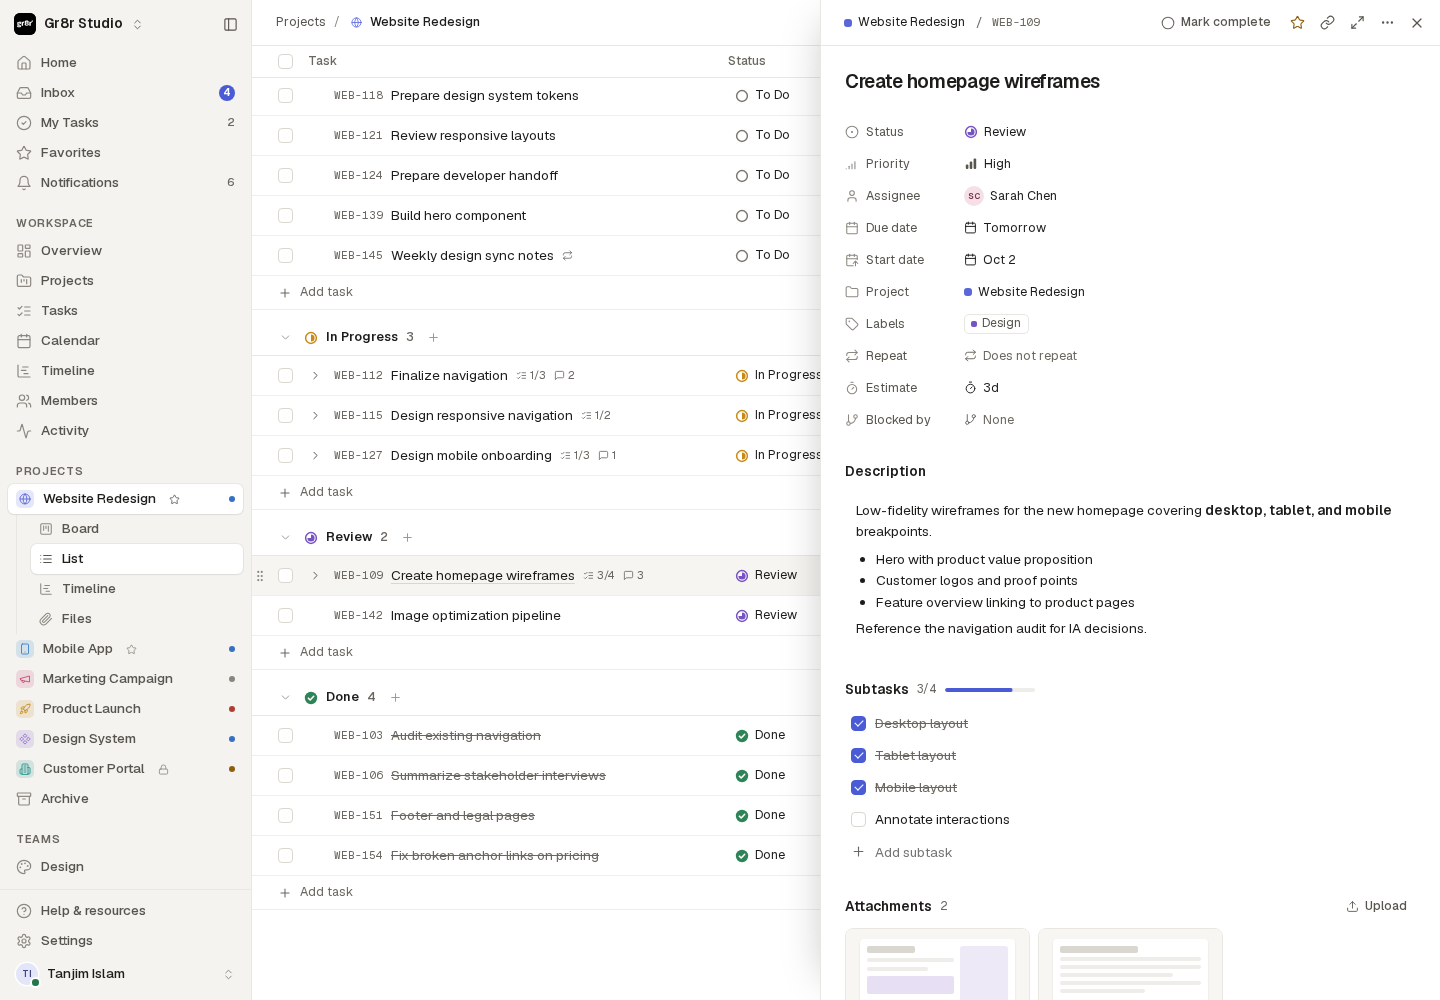 gr8r
Gr8r Studio
Home
Inbox 4
My Tasks 2
Favorites
Notifications 6
WORKSPACE
Overview
Projects
Tasks
Calendar
Timeline
Members
Activity
PROJECTS
Website Redesign
Board
List
Timeline
Files
Mobile App
Marketing Campaign
Product Launch
Design System
Customer Portal
Archive
TEAMS
Design
Help & resources
Settings
TI Tanjim Islam
Projects / Website Redesign
Task Status
WEB-118 Prepare design system tokens To Do
WEB-121 Review responsive layouts To Do
WEB-124 Prepare developer handoff To Do
WEB-139 Build hero component To Do
WEB-145 Weekly design sync notes To Do
Add task
In Progress 3
WEB-112 Finalize navigation 1/3 2 In Progress
WEB-115 Design responsive navigation 1/2 In Progress
WEB-127 Design mobile onboarding 1/3 1 In Progress
Add task
Review 2
WEB-109 Create homepage wireframes 3/4 3 Review
WEB-142 Image optimization pipeline Review
Add task
Done 4
WEB-103 Audit existing navigation Done
WEB-106 Summarize stakeholder interviews Done
WEB-151 Footer and legal pages Done
WEB-154 Fix broken anchor links on pricing Done
Add task
Website Redesign / WEB-109 Mark complete
Create homepage wireframes
Status Review
Priority High
Assignee SC Sarah Chen
Due date Tomorrow
Start date Oct 2
Project Website Redesign
Labels Design
Repeat Does not repeat
Estimate 3d
Blocked by None
Description
Low-fidelity wireframes for the new homepage covering desktop, tablet, and mobile
breakpoints.
• Hero with product value proposition
• Customer logos and proof points
• Feature overview linking to product pages
Reference the navigation audit for IA decisions.
Subtasks 3/4
Desktop layout
Tablet layout
Mobile layout
Annotate interactions
Add subtask
Attachments 2 Upload